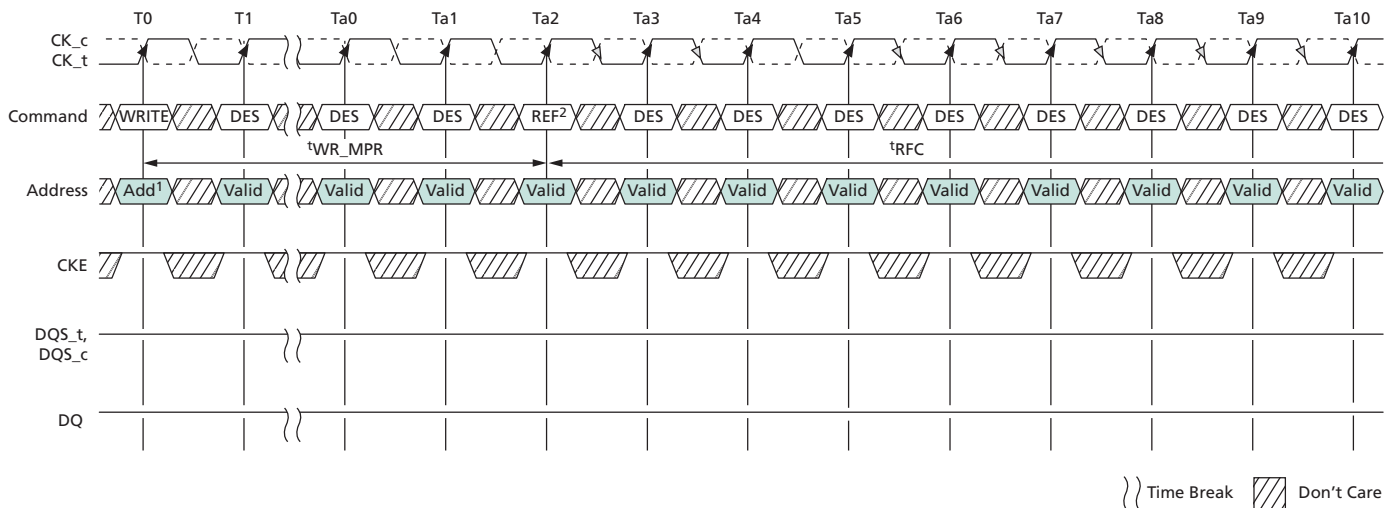 T0 T1 Ta0 Ta1 Ta2 Ta3 Ta4 Ta5 Ta6 Ta7 Ta8 Ta9 Ta10
CK_c
CK_t
Command WRITE DES DES DES REF² DES DES DES DES DES DES DES DES
tWR_MPR tRFC
Address Add¹ Valid Valid Valid Valid Valid Valid Valid Valid Valid Valid Valid Valid
CKE
DQS_t,
DQS_c
DQ
Time Break Don't Care